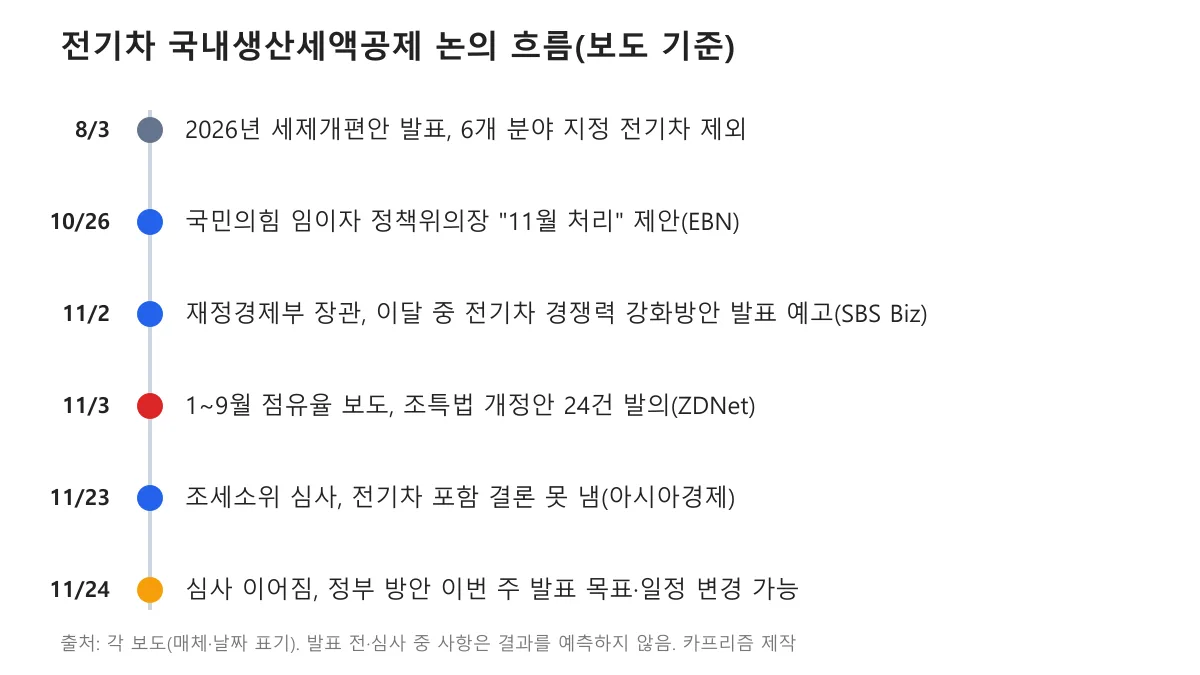 전기차 국내생산세액공제 논의 흐름(보도 기준)
8/3 2026년 세제개편안 발표, 6개 분야 지정 전기차 제외
10/26 국민의힘 임이자 정책위의장 "11월 처리" 제안(EBN)
11/2 재정경제부 장관, 이달 중 전기차 경쟁력 강화방안 발표 예고(SBS Biz)
11/3 1~9월 점유율 보도, 조특법 개정안 24건 발의(ZDNet)
11/23 조세소위 심사, 전기차 포함 결론 못 냄(아시아경제)
11/24 심사 이어짐, 정부 방안 이번 주 발표 목표·일정 변경 가능
출처: 각 보도(매체·날짜 표기). 발표 전·심사 중 사항은 결과를 예측하지 않음. 카프리즘 제작